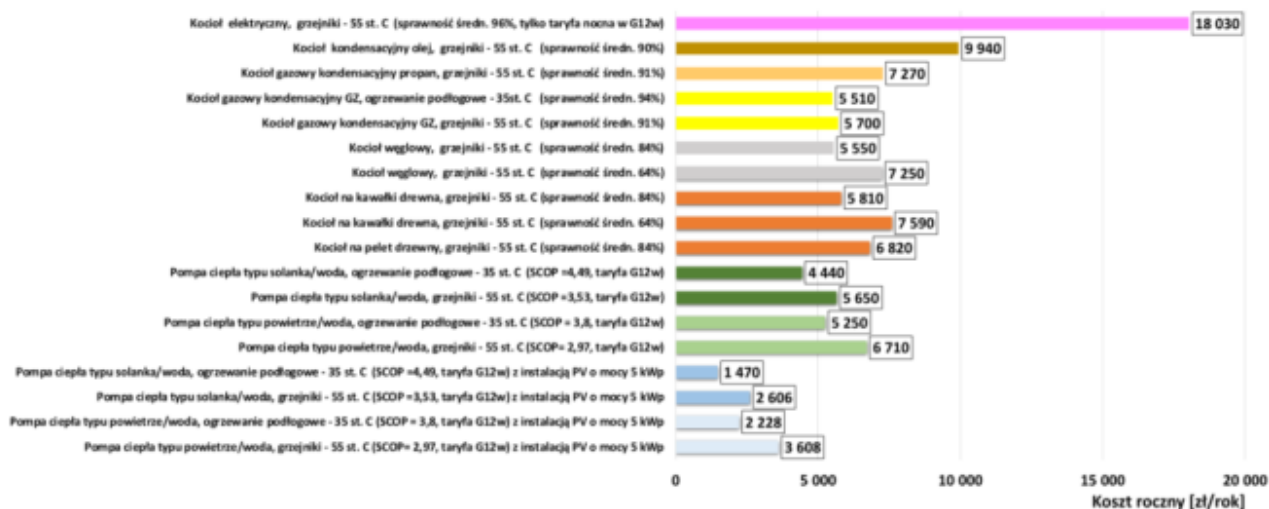 Kocioł elektryczny, grzejniki - 55 st. C (sprawność średn. 96%, tylko taryfa nocna w G12w) 18 030
Kocioł kondensacyjny olej, grzejniki - 55 st. C (sprawność średn. 90%) 9 940
Kocioł gazowy kondensacyjny propan, grzejniki - 55 st. C (sprawność średn. 91%) 7 270
Kocioł gazowy kondensacyjny GZ, ogrzewanie podłogowe - 35st. C (sprawność średn. 94%) 5 510
Kocioł gazowy kondensacyjny GZ, grzejniki - 55 st. C (sprawność średn. 91%) 5 700
Kocioł węglowy, grzejniki - 55 st. C (sprawność średn. 84%) 5 550
Kocioł węglowy, grzejniki - 55 st. C (sprawność średn. 64%) 7 250
Kocioł na kawałki drewna, grzejniki - 55 st. C (sprawność średn. 84%) 5 810
Kocioł na kawałki drewna, grzejniki - 55 st. C (sprawność średn. 64%) 7 590
Kocioł na pelet drzewny, grzejniki - 55 st. C (sprawność średn. 84%) 6 820
Pompa ciepła typu solanka/woda, ogrzewanie podłogowe - 35 st. C (SCOP =4,49, taryfa G12w) 4 440
Pompa ciepła typu solanka/woda, grzejniki - 55 st. C (SCOP =3,53, taryfa G12w) 5 650
Pompa ciepła typu powietrze/woda, ogrzewanie podłogowe - 35 st. C (SCOP = 3,8, taryfa G12w) 5 250
Pompa ciepła typu powietrze/woda, grzejniki - 55 st. C (SCOP= 2,97, taryfa G12w) 6 710
Pompa ciepła typu solanka/woda, ogrzewanie podłogowe - 35 st. C (SCOP =4,49, taryfa G12w) z instalacją PV o mocy 5 kWp 1 470
Pompa ciepła typu solanka/woda, grzejniki - 55 st. C (SCOP =3,53, taryfa G12w) z instalacją PV o mocy 5 kWp 2 606
Pompa ciepła typu powietrze/woda, ogrzewanie podłogowe - 35 st. C (SCOP = 3,8, taryfa G12w) z instalacją PV o mocy 5 kWp 2 228
Pompa ciepła typu powietrze/woda, grzejniki - 55 st. C (SCOP= 2,97, taryfa G12w) z instalacją PV o mocy 5 kWp 3 608
0 5 000 10 000 15 000 20 000
Koszt roczny [zł/rok]